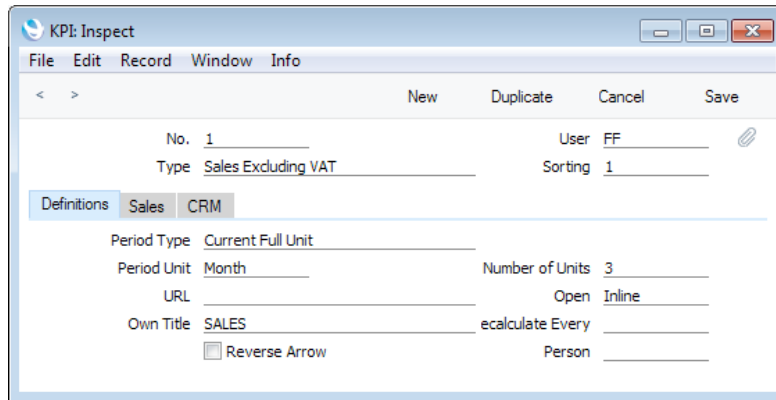 KPI: Inspect
File Edit Record Window Info
< > New Duplicate Cancel Save
No. 1 User FF
Type Sales Excluding VAT Sorting 1
Definitions Sales CRM
Period Type Current Full Unit
Period Unit Month Number of Units 3
URL Open Inline
Own Title SALES ecalculate Every
Reverse Arrow Person